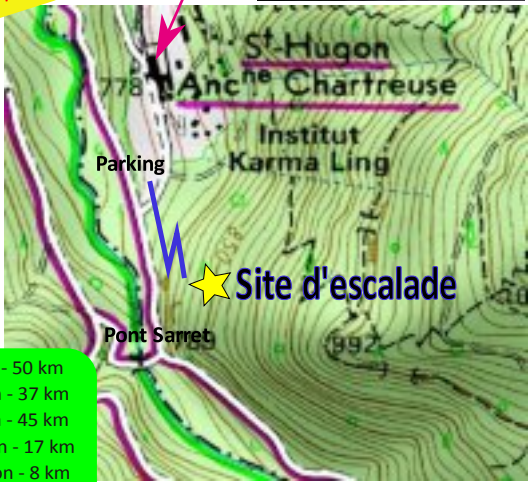 St-Hugon
778
Ancne Chartreuse
Institut
Karma Ling
Parking
85
Site d'escalade
Pont Sarret
992
- 50 km
- 37 km
- 45 km
- 17 km
on - 8 km